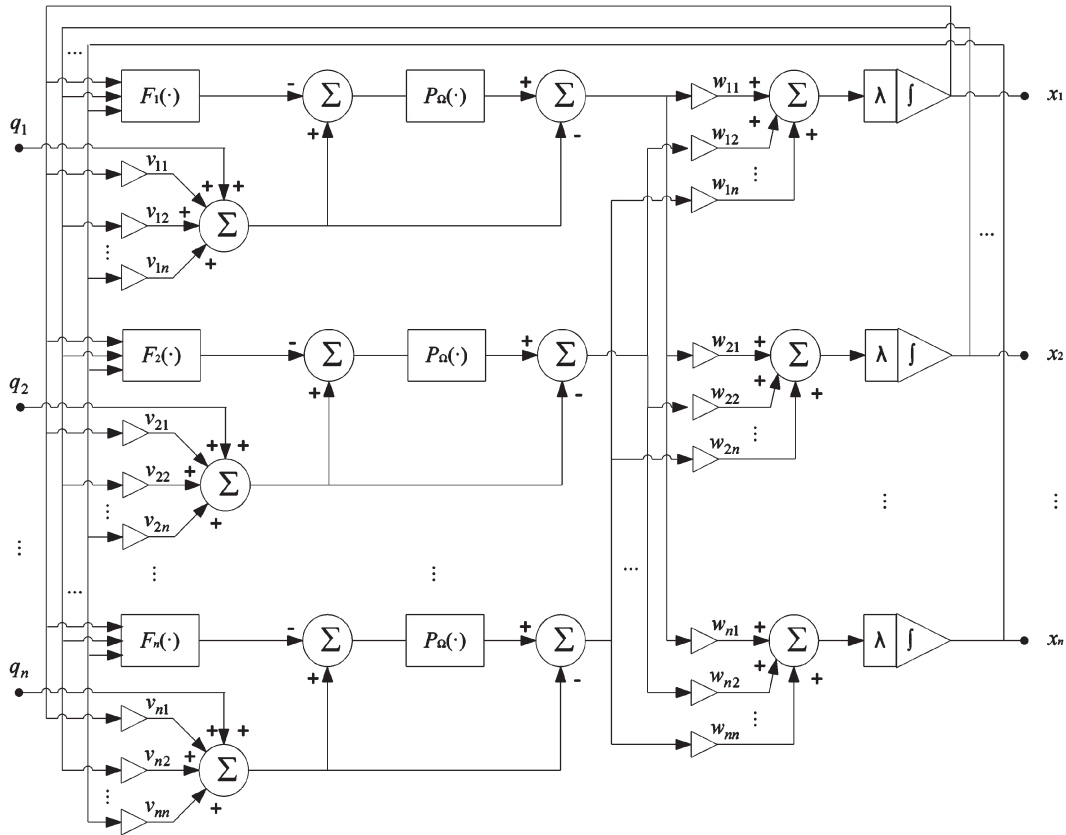 ...
F₁(·) - Σ P_Ω(·) + Σ w₁₁ + Σ λ ∫ x₁
+ - w₁₂ + +
q₁
v₁₁ + + ⋮
w₁ₙ
v₁₂ + Σ
⋮
v₁ₙ +
...
F₂(·) - Σ P_Ω(·) + Σ w₂₁ + Σ λ ∫ x₂
+ - w₂₂ + +
q₂
v₂₁ + + ⋮
w₂ₙ
v₂₂ + Σ
⋮ ⋮ ⋮
v₂ₙ +
⋮ ⋮ ⋮ ...
...
Fₙ(·) - Σ P_Ω(·) + Σ wₙ₁ + Σ λ ∫ xₙ
+ - wₙ₂ + +
qₙ
vₙ₁ + + ⋮
wₙₙ
vₙ₂ + Σ
⋮
vₙₙ +